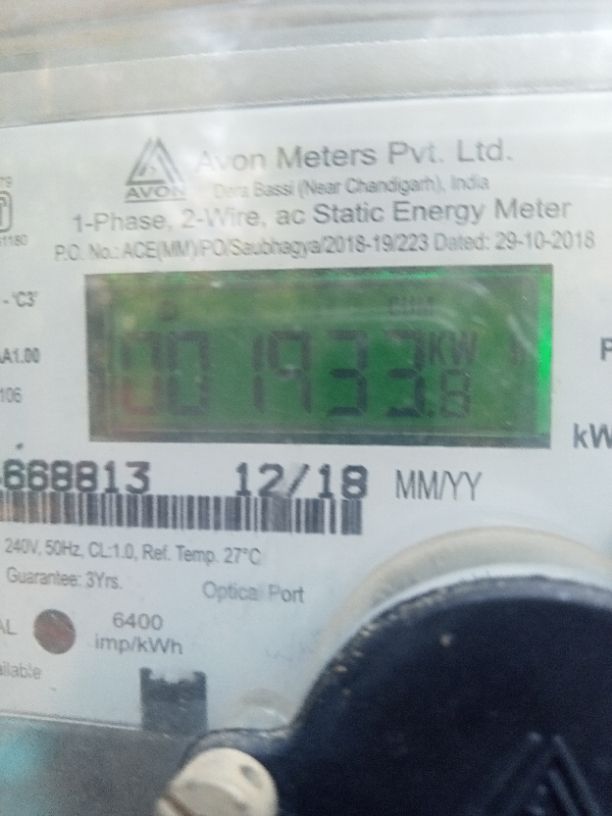 Avon Meters Pvt. Ltd.
AVON
Dera Bassi (Near Chandigarh), India
1-Phase, 2-Wire, ac Static Energy Meter
P.O. No.: ACE(MM)/PO/Saubhagya/2018-19/223 Dated: 29-10-2018
- 'C3'
A1.00
106
CUM
001933.8 KW
kW
668813 12/18 MM/YY
240V, 50Hz, CL:1.0, Ref. Temp. 27°C
Guarantee: 3Yrs.
Optical Port
6400
imp/kWh